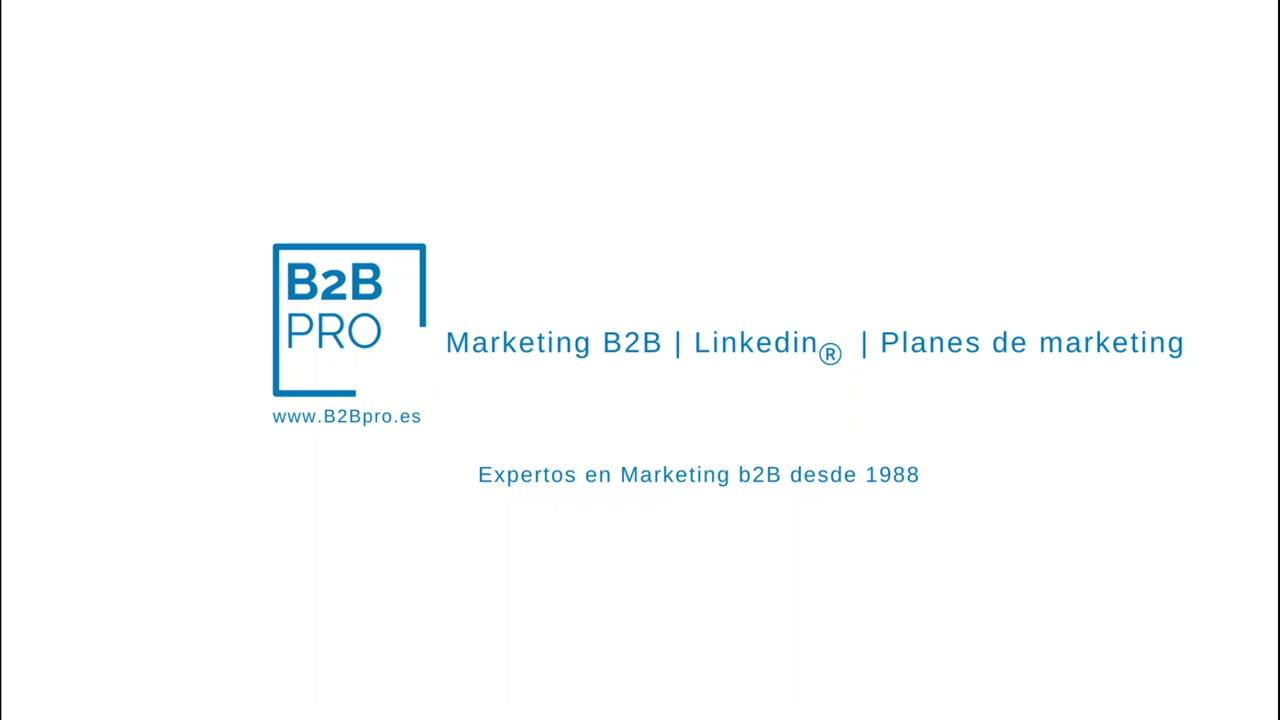 B2B
PRO
Marketing B2B | Linkedin® | Planes de marketing
www.B2Bpro.es
Expertos en Marketing b2B desde 1988